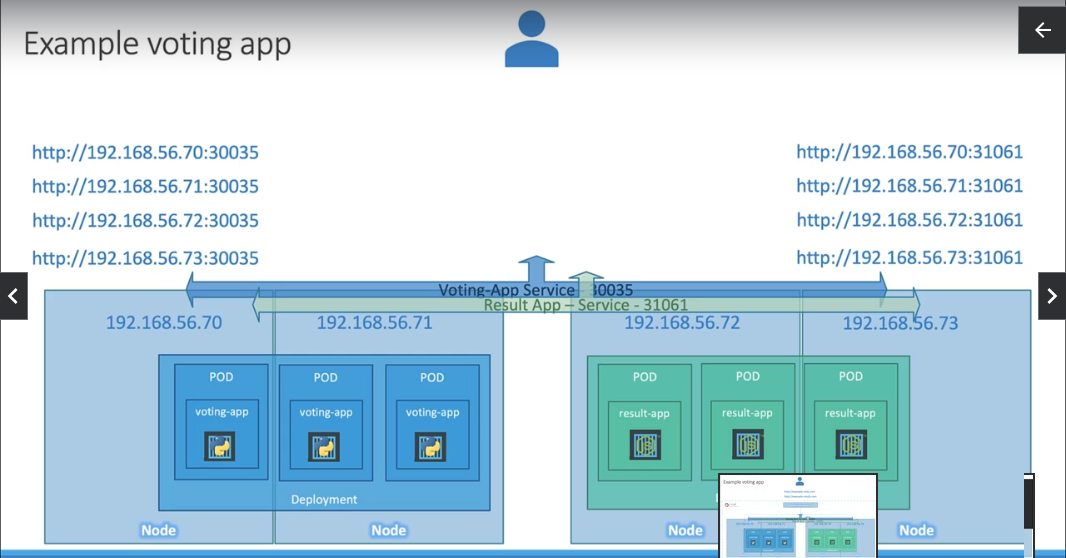 Example voting app
http://192.168.56.70:30035
http://192.168.56.71:30035
http://192.168.56.72:30035
http://192.168.56.73:30035
http://192.168.56.70:31061
http://192.168.56.71:31061
http://192.168.56.72:31061
http://192.168.56.73:31061
Voting-App Service - 30035
Result App – Service - 31061
192.168.56.70
192.168.56.71
192.168.56.72
192.168.56.73
POD
POD
POD
POD
POD
POD
voting-app
voting-app
voting-app
result-app
result-app
result-app
Deployment
Node
Node
Node
Node
Example voting app